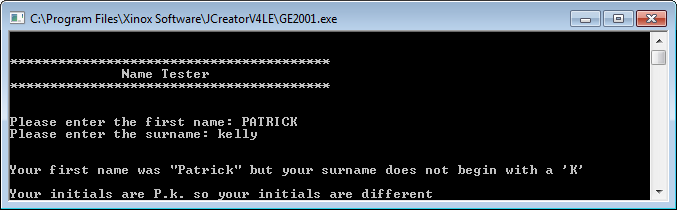 C:\Program Files\Xinox Software\JCreatorV4LE\GE2001.exe
****************************************
Name Tester
****************************************
Please enter the first name: PATRICK
Please enter the surname: kelly
Your first name was "Patrick" but your surname does not begin with a 'K'
Your initials are P.k. so your initials are different